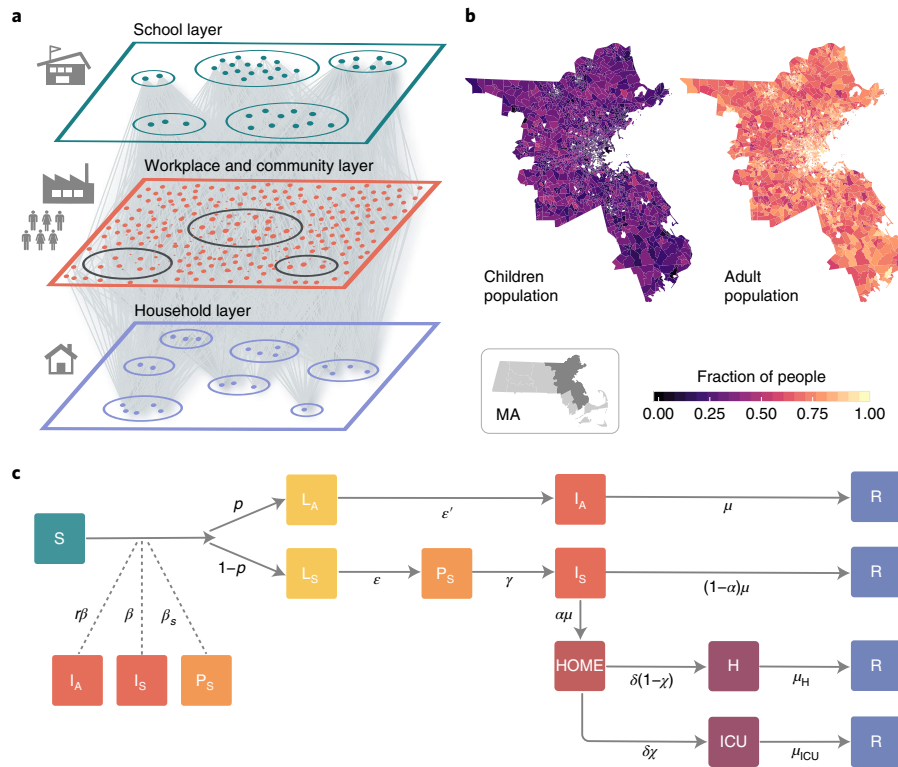 a
School layer
Workplace and community layer
Household layer
b
Children
population
Adult
population
MA
Fraction of people
0.00 0.25 0.50 0.75 1.00
c
S
p
1–p
L_A
ε′
I_A
μ
R
L_S
ε
P_S
γ
I_S
(1–α)μ
R
rβ
β
β_s
I_A
I_S
P_S
αμ
HOME
δ(1–χ)
H
μ_H
R
δχ
ICU
μ_ICU
R